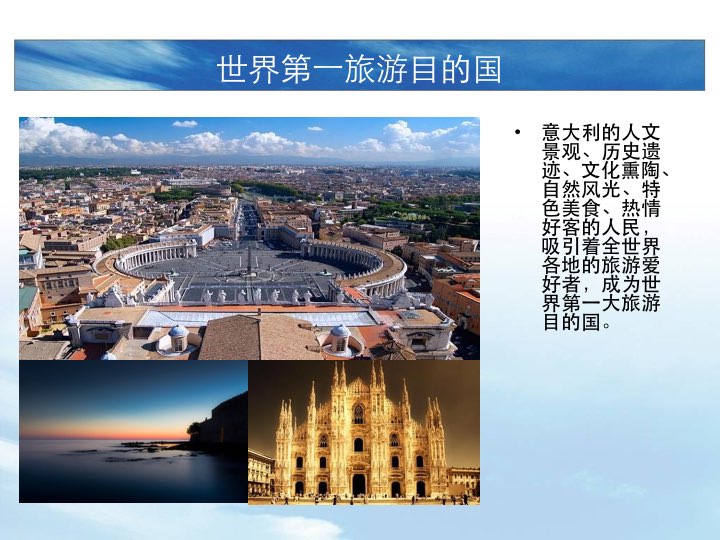 世界第一旅游目的国
• 意大利的人文
景观、历史遗
迹、文化熏陶、
自然风光、特
色美食、热情
好客的人民，
吸引着全世界
各地的旅游爱
好者，成为世
界第一大旅游
目的国。